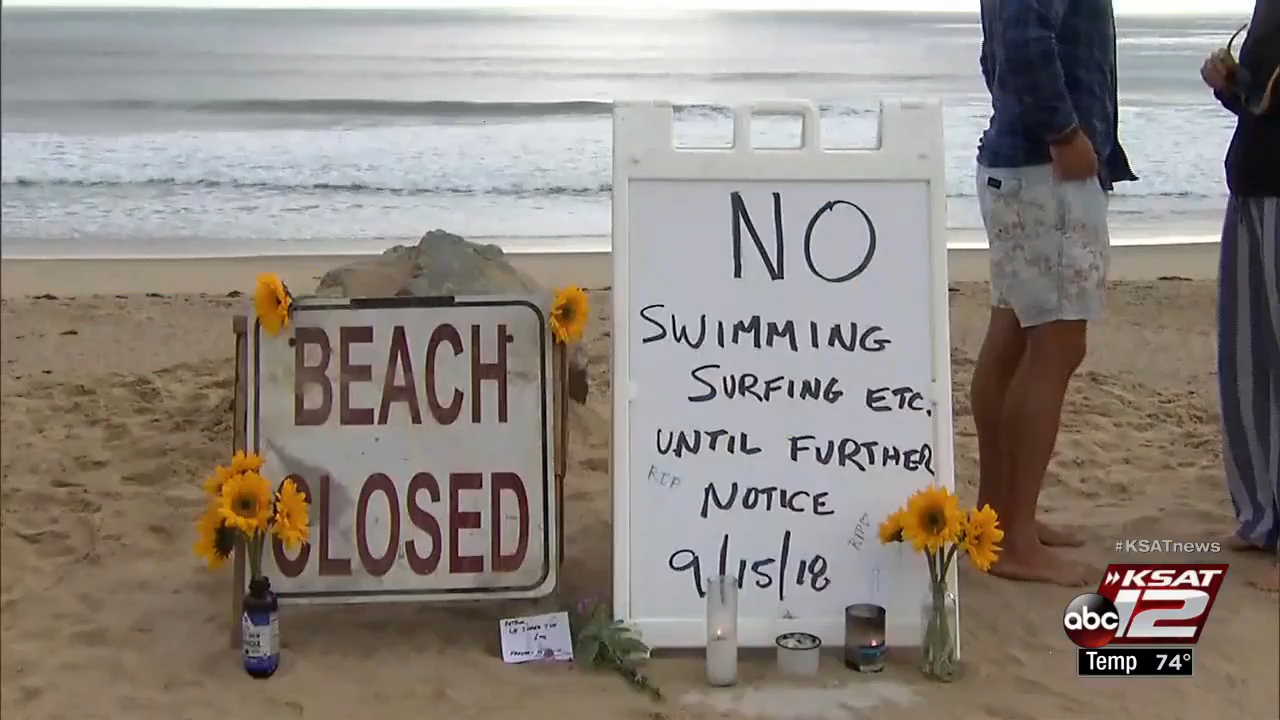 BEACH
CLOSED
NO
SWIMMING
SURFING ETC.
UNTIL FURTHER
RIP
NOTICE
9/15/18
#KSATnews
KSAT
abc 12
Temp 74°